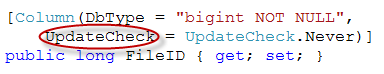 [Column(DbType = "bigint NOT NULL",
UpdateCheck = UpdateCheck.Never)]
public long FileID { get; set; }